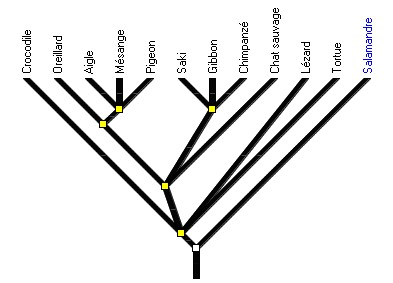 Crocodile
Oreillard
Aigle
Mésange
Pigeon
Saki
Gibbon
Chimpanzé
Chat sauvage
Lézard
Tortue
Salamandre